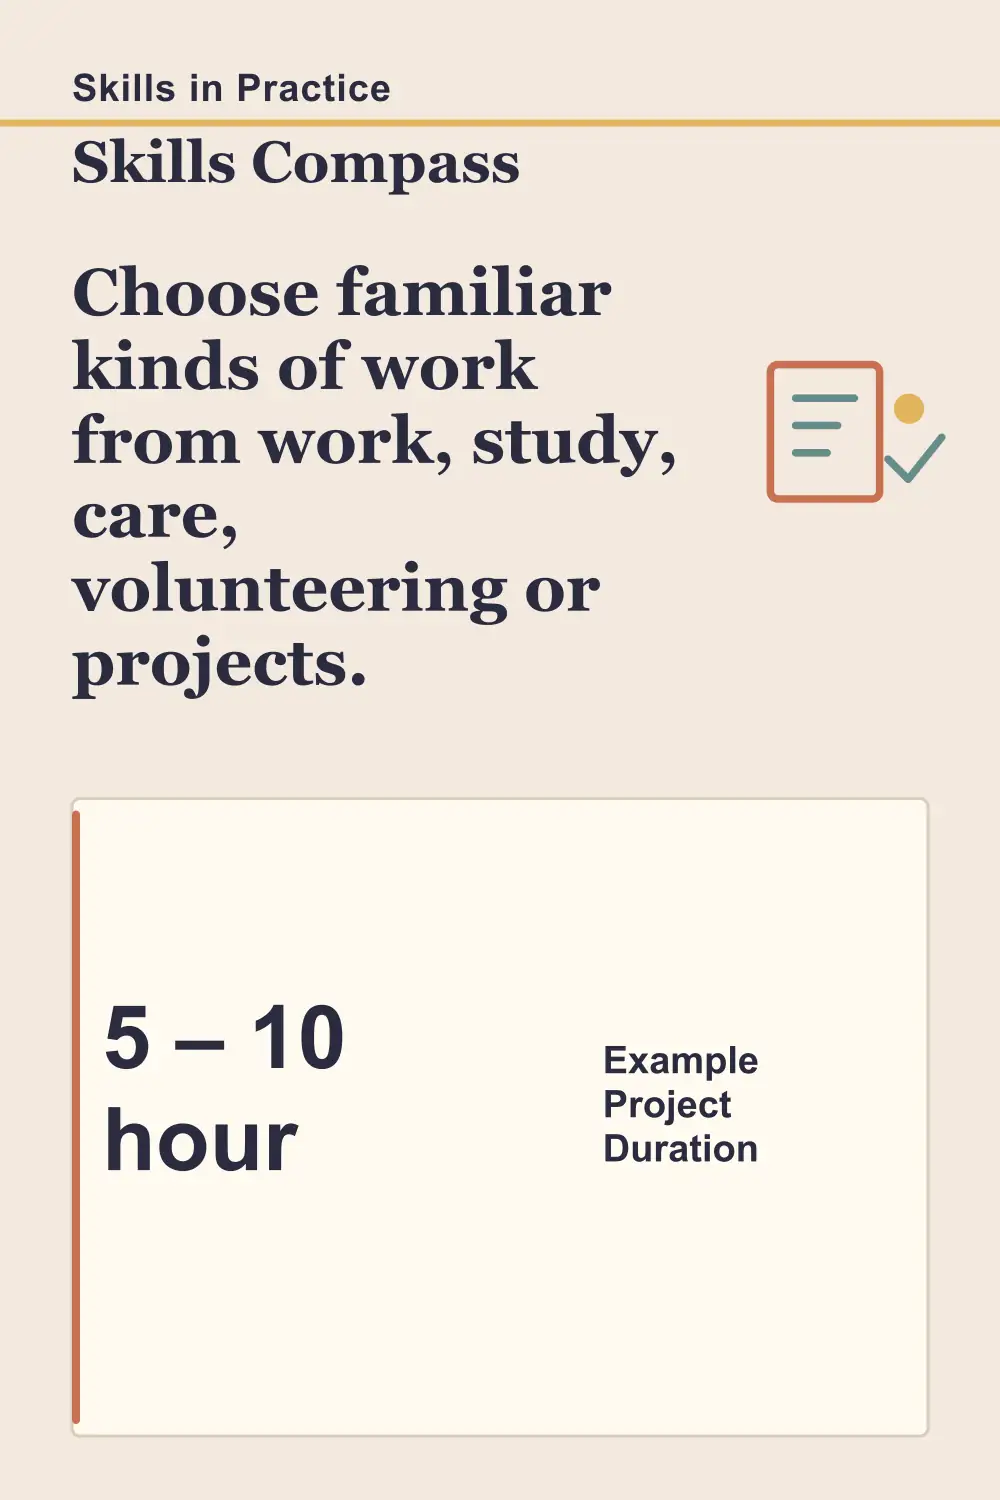 Skills in Practice
Skills Compass
Choose familiar
kinds of work
from work, study,
care,
volunteering or
projects.
5 – 10
hour
Example
Project
Duration